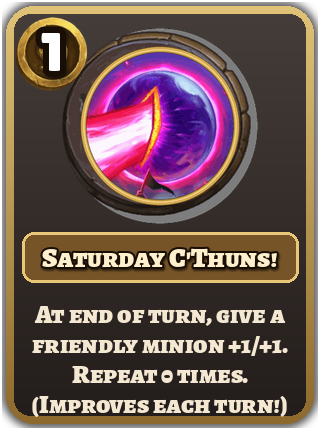 1
Saturday C'Thuns!
At end of turn, give a
friendly minion +1/+1.
Repeat 0 times.
(Improves each turn!)